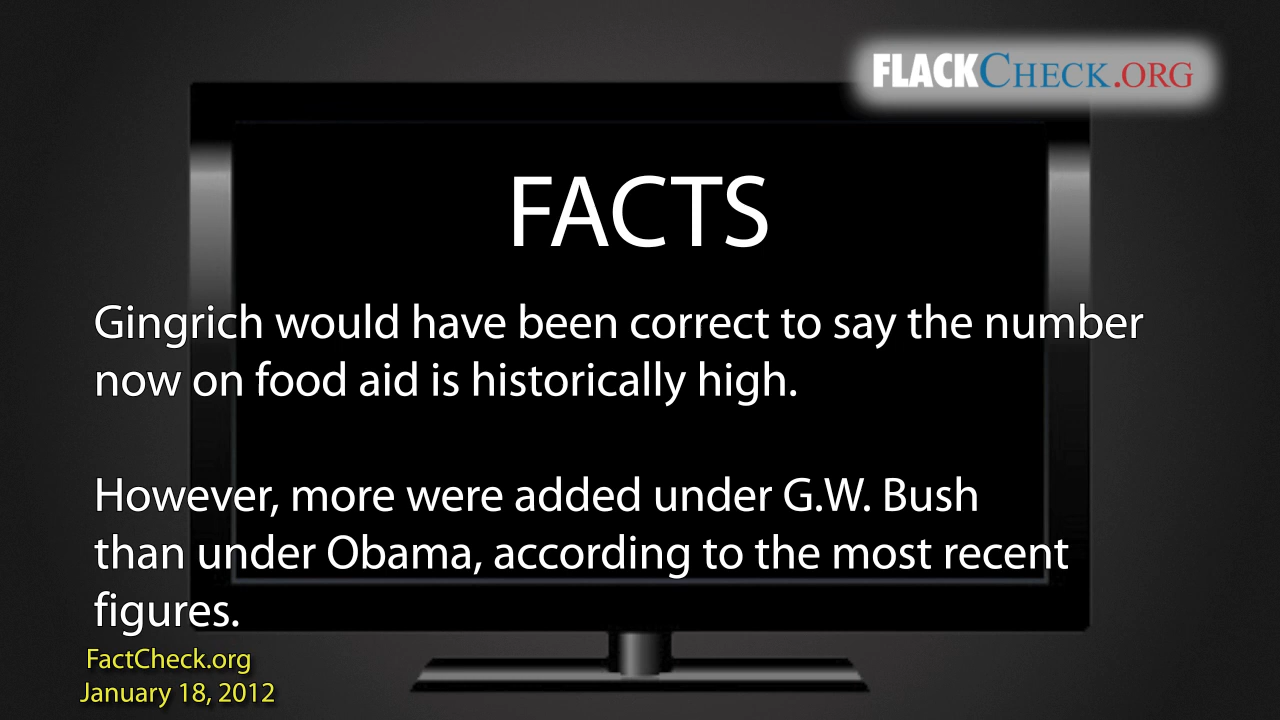 FLACKCHECK.ORG
FACTS
Gingrich would have been correct to say the number
now on food aid is historically high.
However, more were added under G.W. Bush
than under Obama, according to the most recent
figures.
FactCheck.org
January 18, 2012